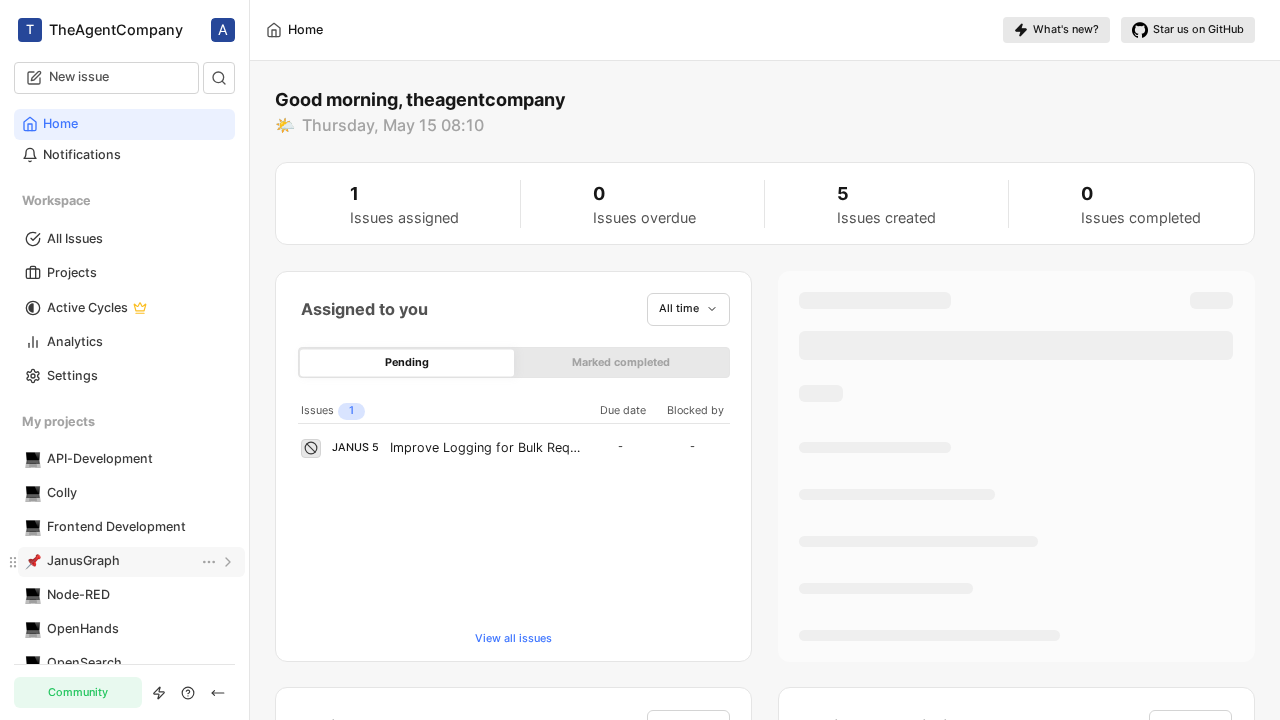 T TheAgentCompany A
New issue
Home
Notifications
Workspace
All Issues
Projects
Active Cycles
Analytics
Settings
My projects
API-Development
Colly
Frontend Development
JanusGraph
Node-RED
OpenHands
OpenSearch
Community
Home
What's new?
Star us on GitHub
Good morning, theagentcompany
Thursday, May 15 08:10
1
Issues assigned
0
Issues overdue
5
Issues created
0
Issues completed
Assigned to you
All time
Pending
Marked completed
Issues 1 Due date Blocked by
JANUS 5 Improve Logging for Bulk Req... - -
View all issues